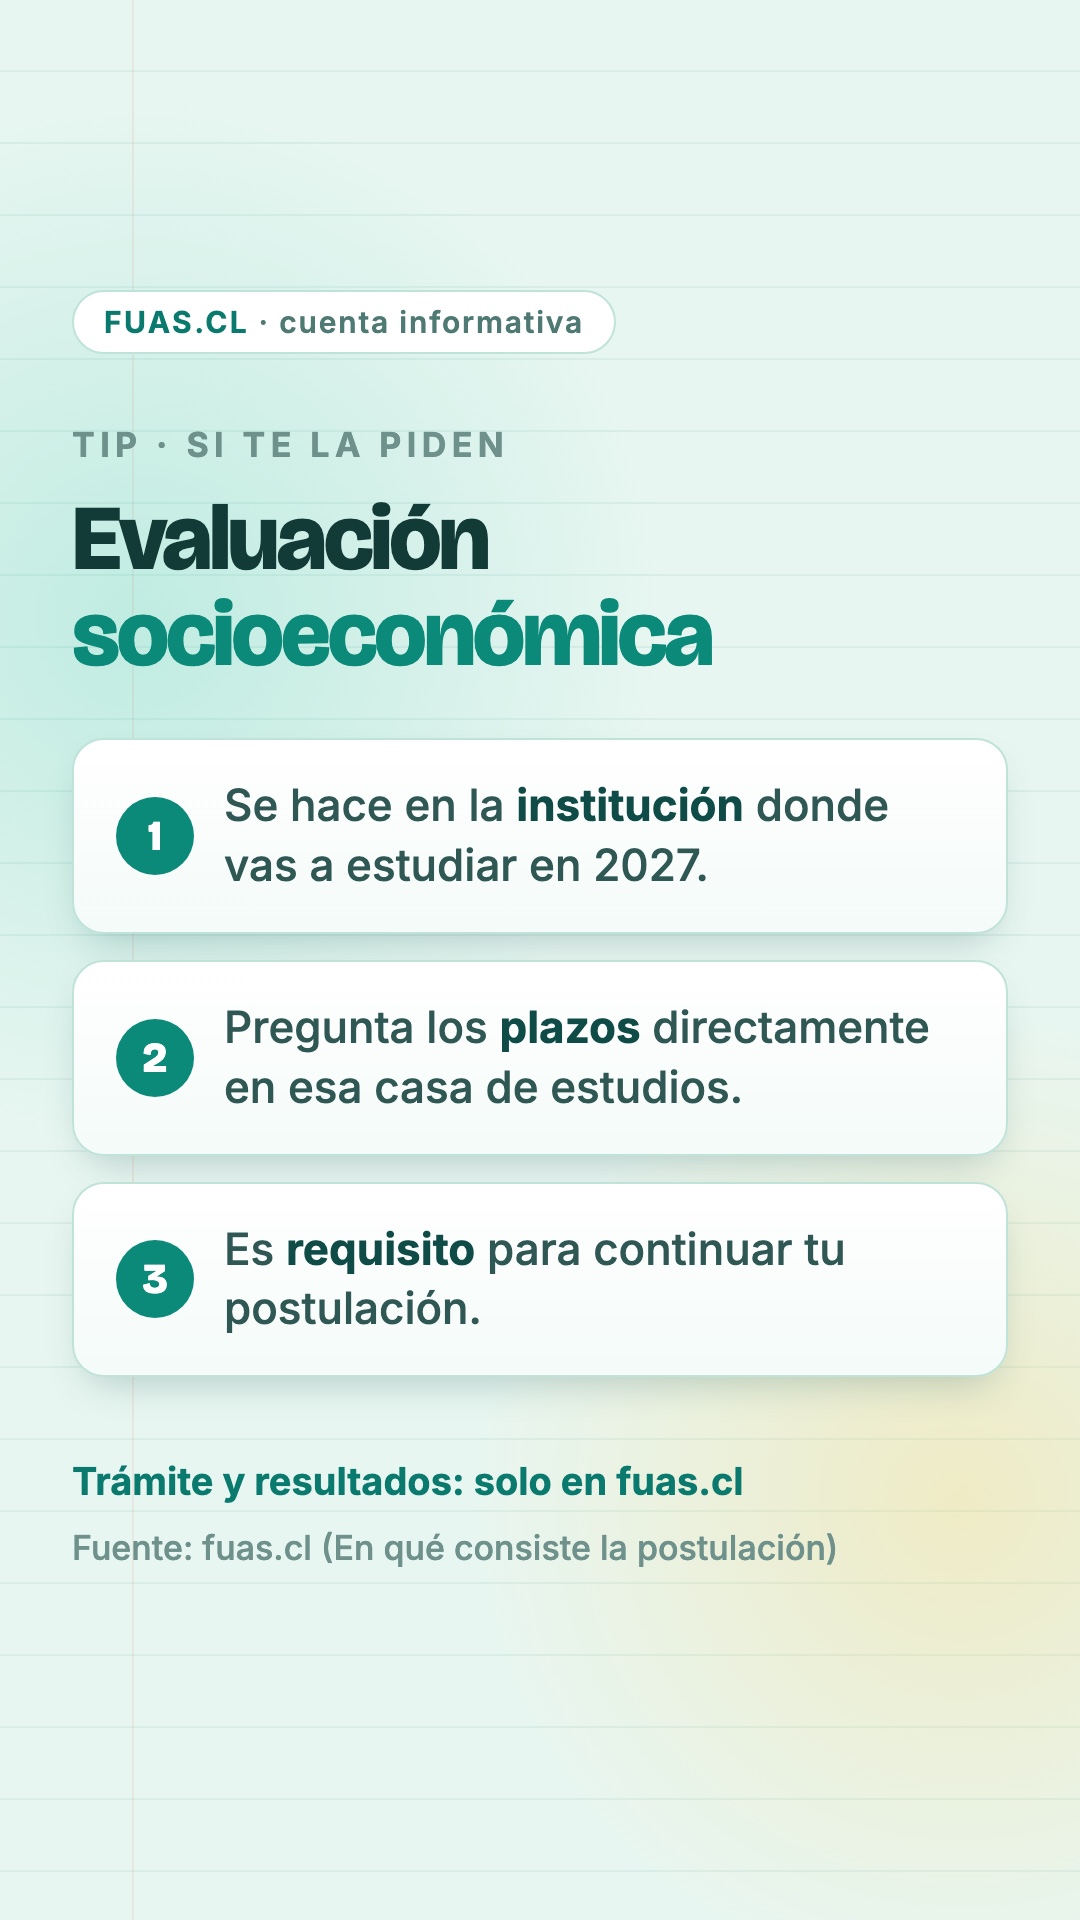 FUAS.CL · cuenta informativa
TIP · SI TE LA PIDEN
Evaluación
socioeconómica
1
Se hace en la institución donde
vas a estudiar en 2027.
2
Pregunta los plazos directamente
en esa casa de estudios.
3
Es requisito para continuar tu
postulación.
Trámite y resultados: solo en fuas.cl
Fuente: fuas.cl (En qué consiste la postulación)